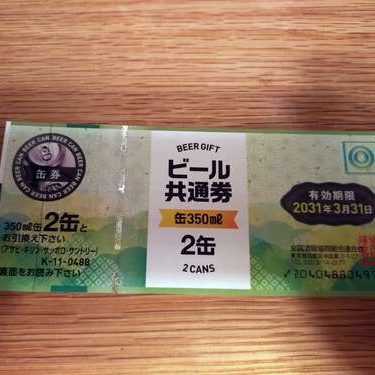 BEER CAN BEER CAN BEER CAN BEER CAN
缶券
350㎖缶2缶と
お引換え下さい
(アサヒ・キリン・サッポロ・サントリー)
K-11-0488
裏面をお読み下さい
BEER GIFT
ビール
共通券
缶350㎖
2缶
2 CANS
有効期限
2031年3月31日
全国酒販協同組合連合会